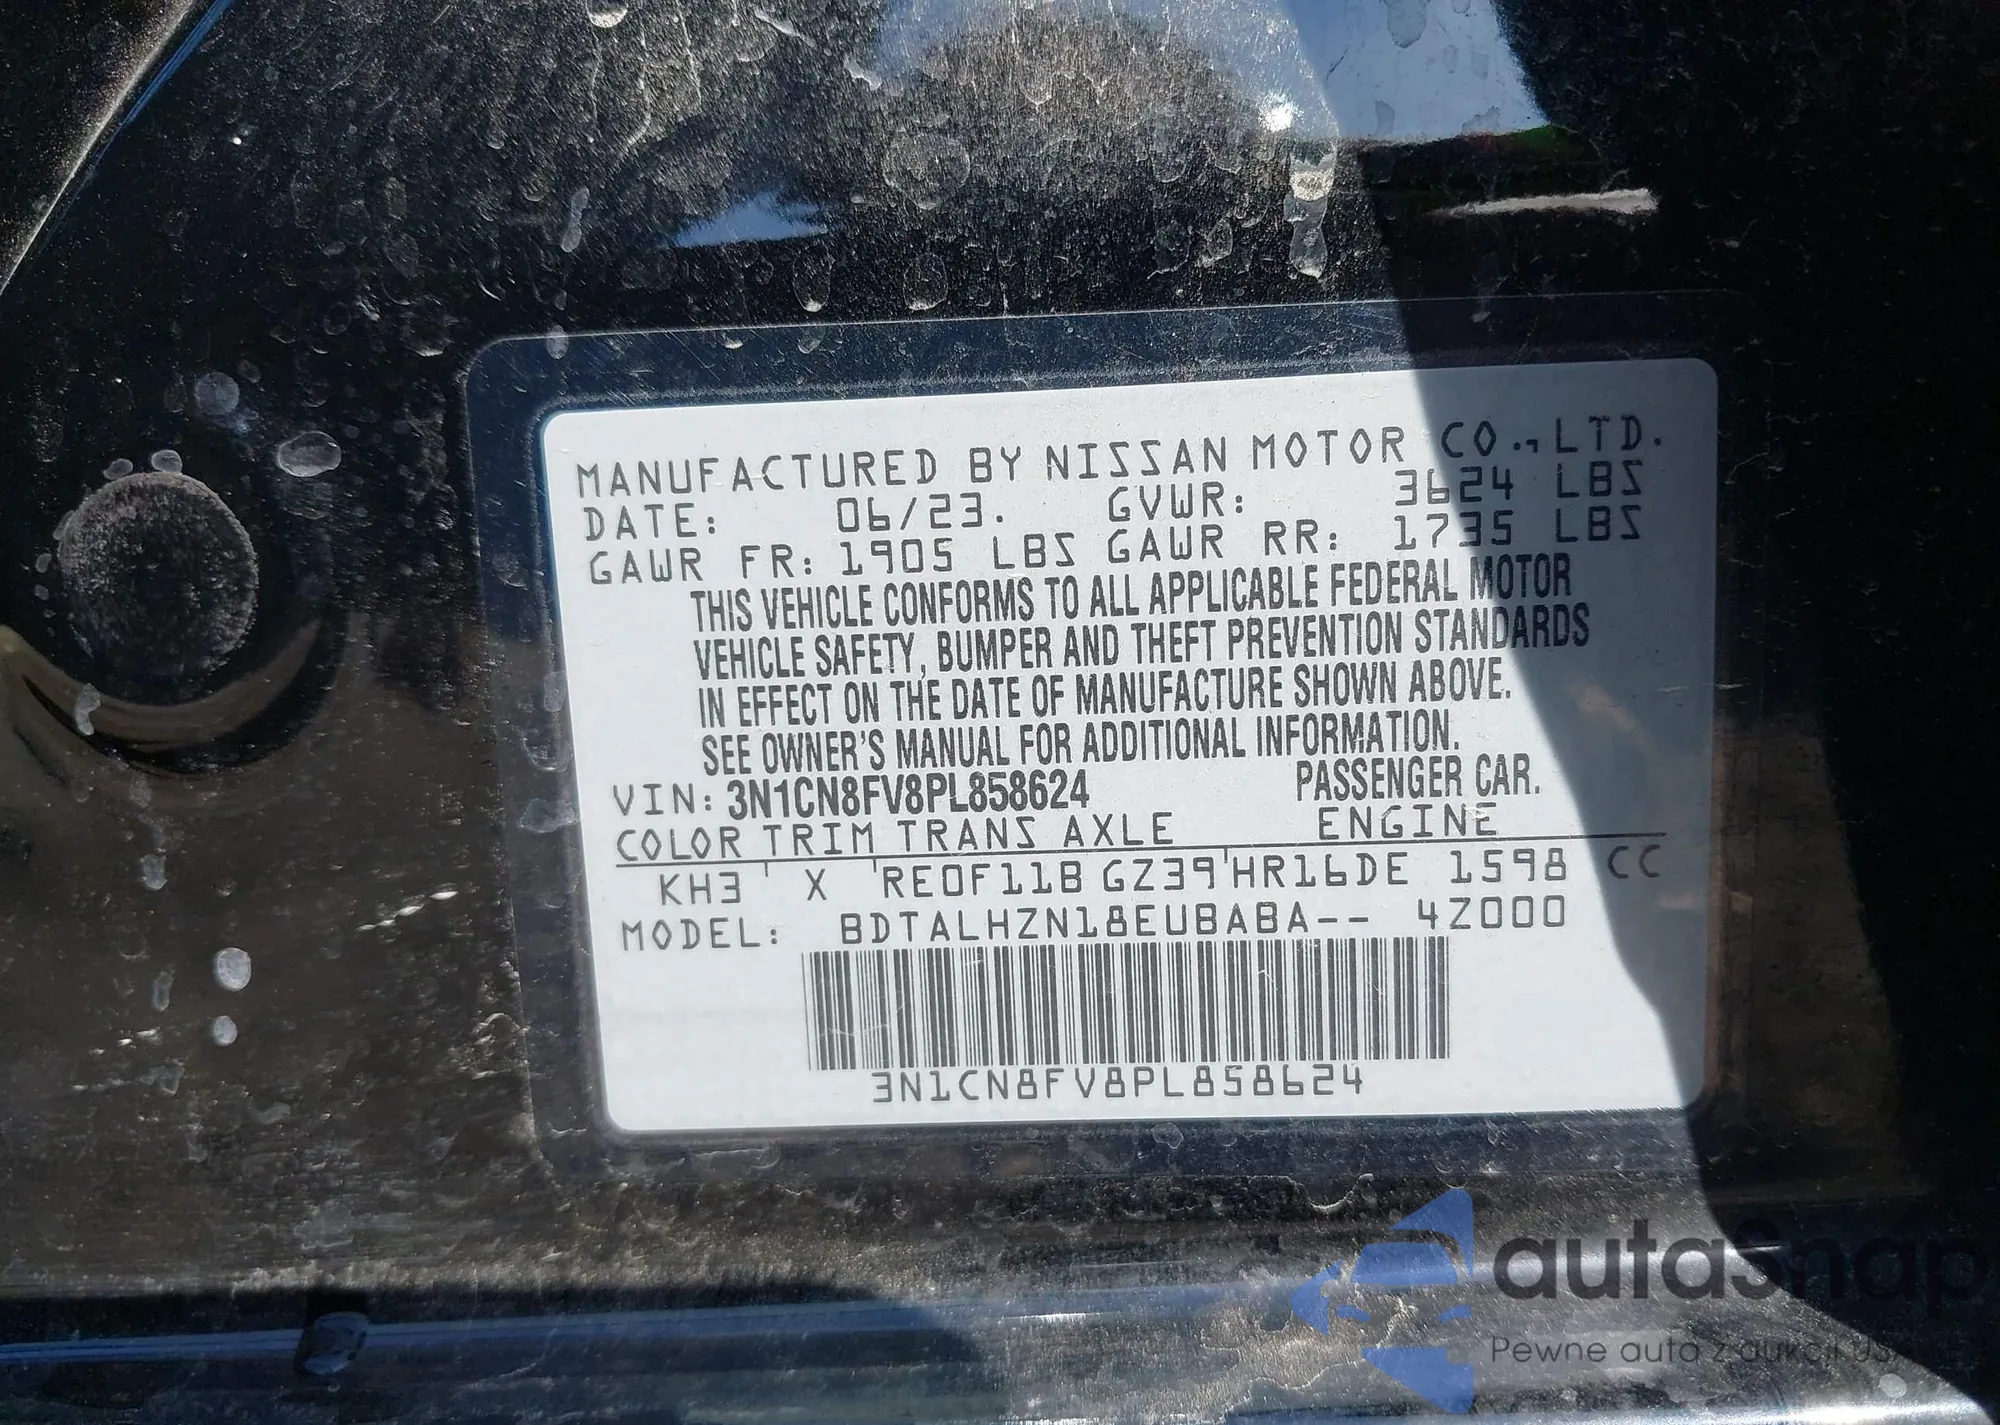 MANUFACTURED BY NISSAN MOTOR CO.,LTD.
DATE: 06/23. GVWR: 3624 LBS
GAWR FR: 1905 LBS GAWR RR: 1735 LBS
THIS VEHICLE CONFORMS TO ALL APPLICABLE FEDERAL MOTOR
VEHICLE SAFETY, BUMPER AND THEFT PREVENTION STANDARDS
IN EFFECT ON THE DATE OF MANUFACTURE SHOWN ABOVE.
SEE OWNER'S MANUAL FOR ADDITIONAL INFORMATION.
VIN: 3N1CN8FV8PL858624 PASSENGER CAR.
COLOR TRIM TRANS AXLE ENGINE
KH3 X RE0F11B GZ39 HR16DE 1598 CC
MODEL: BDTALHZN18EUBABA-- 4Z000
3N1CN8FV8PL858624
autasnap
Pewne auta z aukcji USA